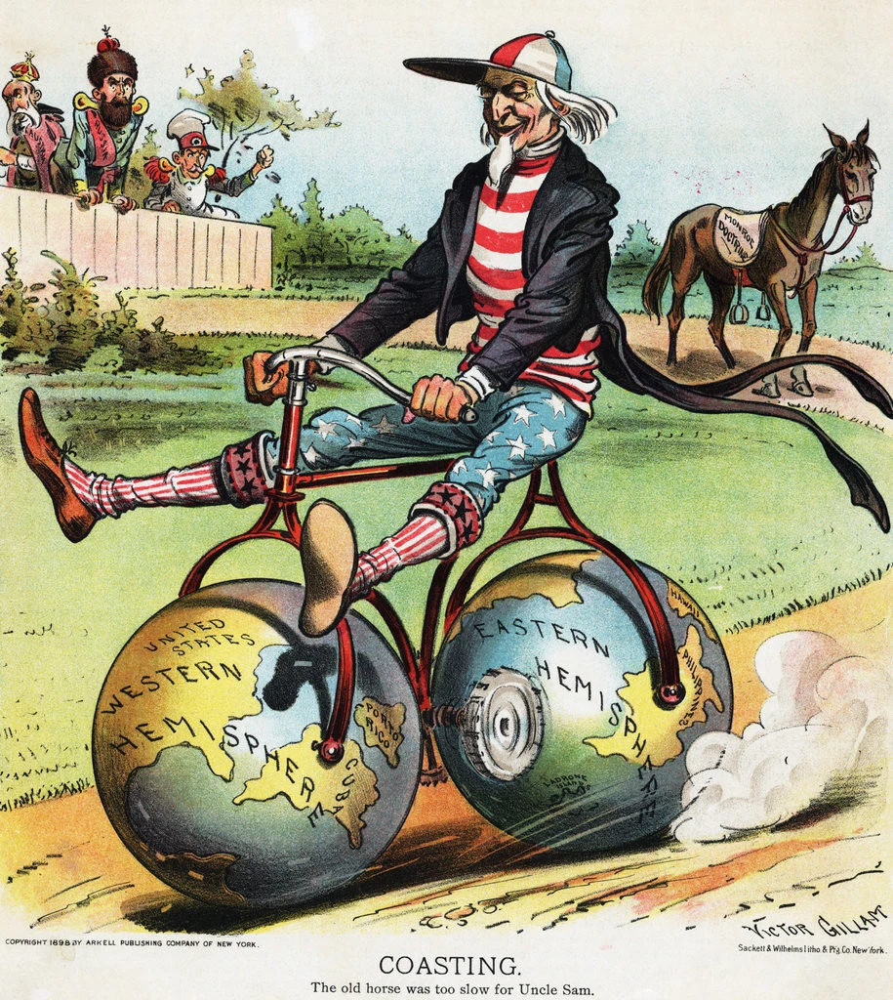 MONROE
DOCTRINE
UNITED
STATES
WESTERN
HEMISPHERE
PORTO
RICO
CUBA
EASTERN
HEMISPHERE
HAWAII
PHILIPPINES
LADRONE
VICTOR GILLAM
COPYRIGHT 1898 BY ARKELL PUBLISHING COMPANY OF NEW YORK.
Sackett & Wilhelms Litho & Pt'g. Co. New York.
COASTING.
The old horse was too slow for Uncle Sam.